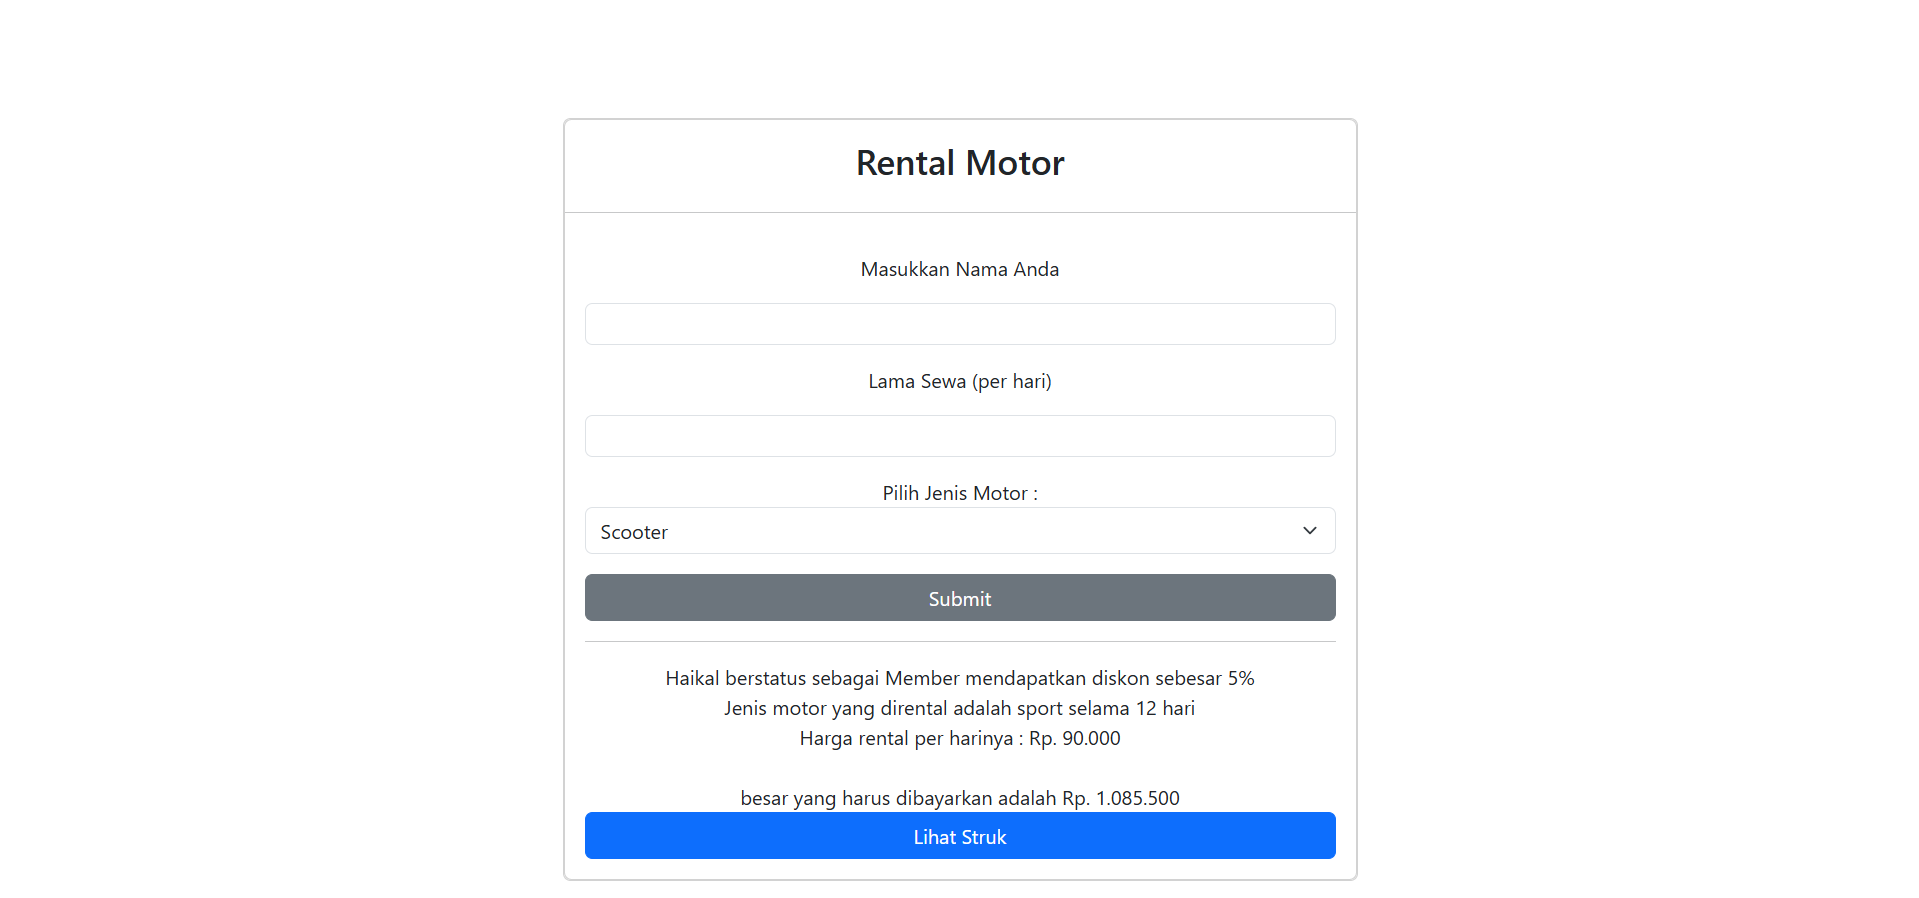 Rental Motor
Masukkan Nama Anda
Lama Sewa (per hari)
Pilih Jenis Motor :
Scooter
Submit
Haikal berstatus sebagai Member mendapatkan diskon sebesar 5%
Jenis motor yang dirental adalah sport selama 12 hari
Harga rental per harinya : Rp. 90.000
besar yang harus dibayarkan adalah Rp. 1.085.500
Lihat Struk